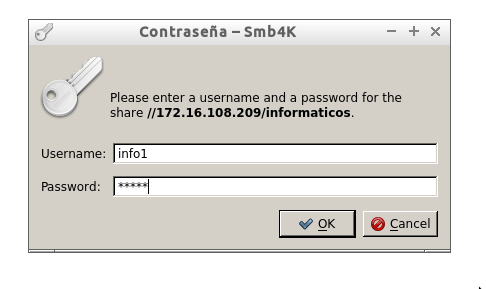 Contraseña – Smb4K
Please enter a username and a password for the
share //172.16.108.209/informaticos.
Username: info1
Password: *****
OK Cancel